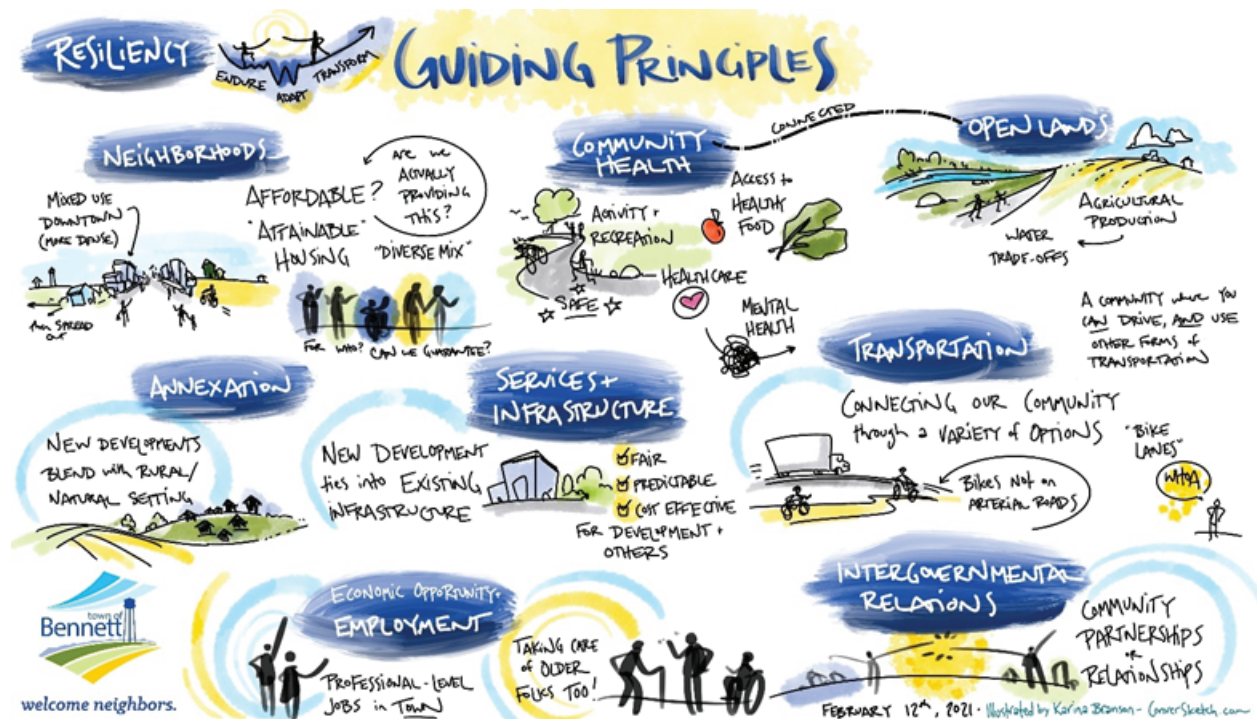 RESILIENCY
ENDURE
ADAPT
TRANSFORM
GUIDING PRINCIPLES
NEIGHBORHOODS
MIXED USE
DOWNTOWN
(MORE DENSE)
then SPREAD
out
AFFORDABLE?
"ATTAINABLE"
HOUSING
ARE we
ACTUALLY
PROVIDING
THIS?
"DIVERSE MIX"
FOR WHO? CAN WE GUARANTEE?
COMMUNITY
HEALTH
CONNECTED
OPEN LANDS
ACTIVITY +
RECREATION
SAFE
ACCESS to
HEALTHY
FOOD
HEALTHCARE
MENTAL
HEALTH
AGRICULTURAL
PRODUCTION
WATER
TRADE-OFFS
ANNEXATION
NEW DEVELOPMENTS
BLEND with RURAL/
NATURAL SETTING
SERVICES +
INFRASTRUCTURE
NEW DEVELOPMENT
ties into EXISTING
INFRASTRUCTURE
FAIR
PREDICTABLE
COST EFFECTIVE
FOR DEVELOPMENT +
OTHERS
TRANSPORTATION
A COMMUNITY where YOU
CAN DRIVE, AND USE
OTHER FORMS of
TRANSPORTATION
CONNECTING OUR COMMUNITY
through a VARIETY of OPTIONS
BIKES NOT on
ARTERIAL ROADS
"BIKE
LANES"
WHOA
town of
Bennett
welcome neighbors.
ECONOMIC OPPORTUNITY +
EMPLOYMENT
PROFESSIONAL-LEVEL
JOBS in TOWN
TAKING CARE
of OLDER
FOLKS TOO!
INTERGOVERNMENTAL
RELATIONS
COMMUNITY
PARTNERSHIPS
or
RELATIONSHIPS
FEBRUARY 12th, 2021 · Illustrated by Karina Branson - ConverSketch.com